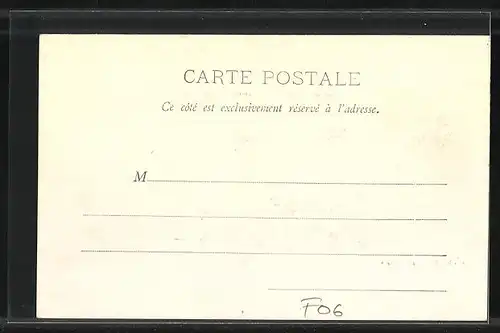 CARTE POSTALE
Ce côté est exclusivement réservé à l'adresse.
M
F06